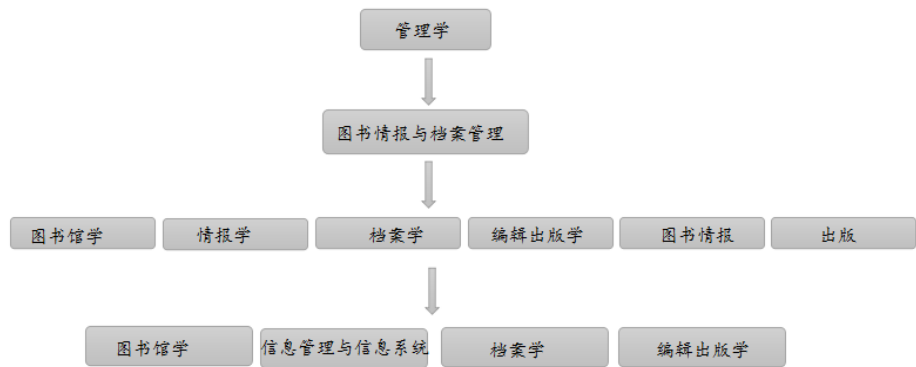 管理学
图书情报与档案管理
图书馆学 情报学 档案学 编辑出版学 图书情报 出版
图书馆学 信息管理与信息系统 档案学 编辑出版学